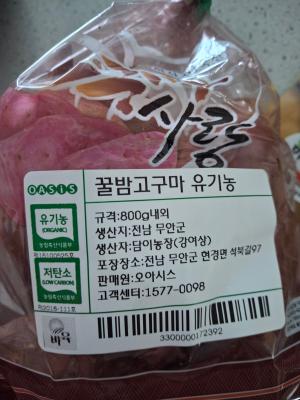 사랑
OASIS
꿀밤고구마 유기농
유기농
(ORGANIC)
농림축산식품부
규격:800g내외
생산지:전남 무안군
생산자:담이농장(강여상)
포장장소:전남 무안군 현경면 석북길97
판매원:오아시스
고객센터:1577-0098
저탄소
(LOW CARBON)
농림축산식품부
3300000172392